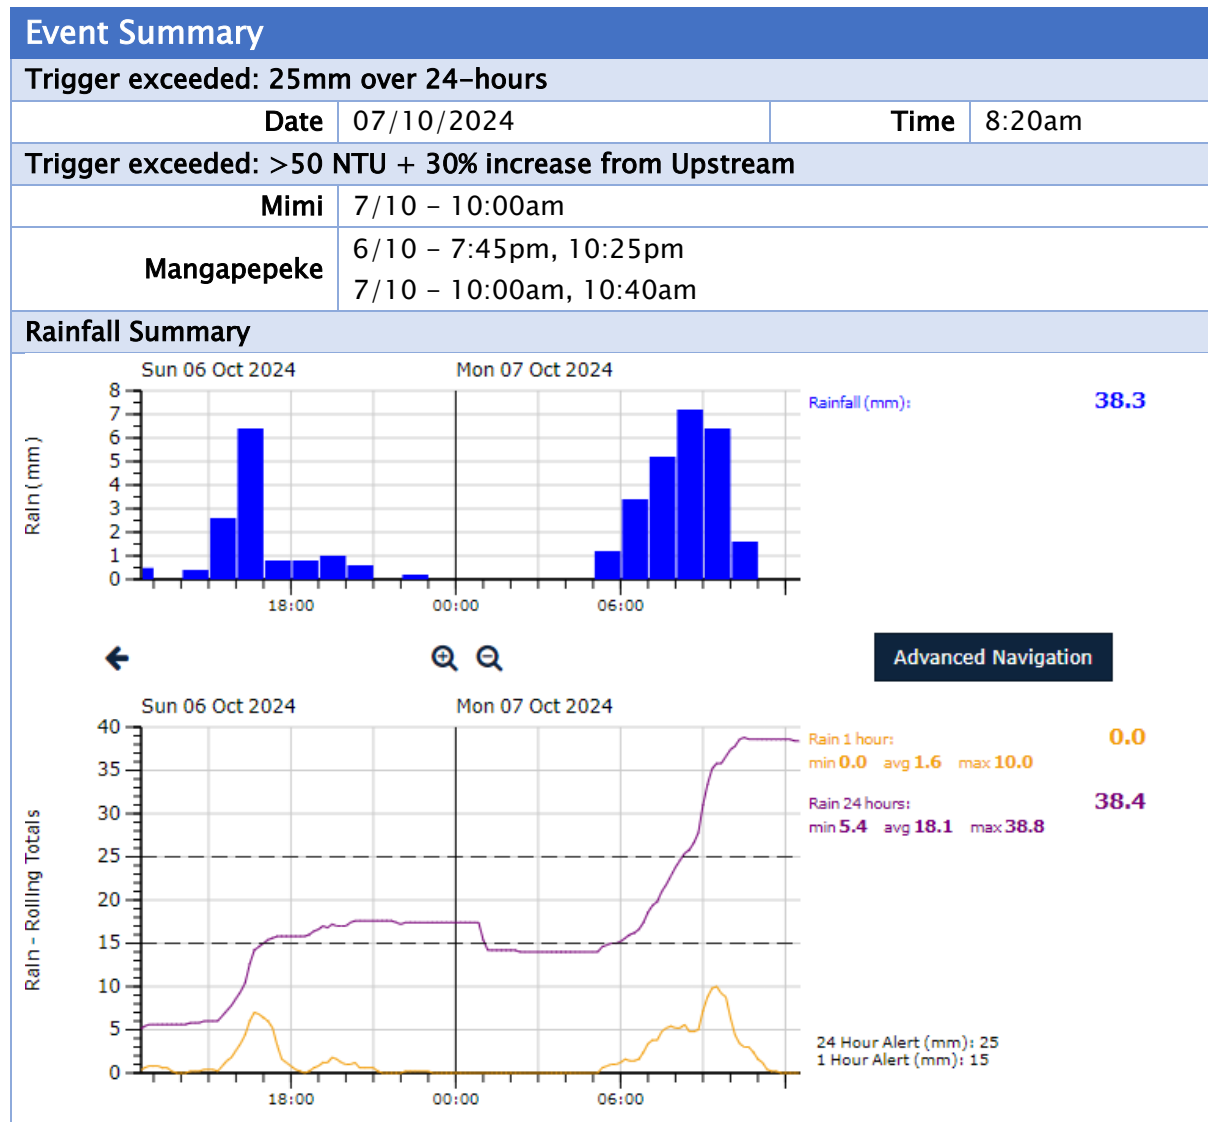 Event Summary
Trigger exceeded: 25mm over 24-hours
Date 07/10/2024 Time 8:20am
Trigger exceeded: >50 NTU + 30% increase from Upstream
Mimi 7/10 – 10:00am
Mangapepeke 6/10 – 7:45pm, 10:25pm
7/10 – 10:00am, 10:40am
Rainfall Summary
Sun 06 Oct 2024 Mon 07 Oct 2024
Rain (mm)
8
7
6
5
4
3
2
1
0
18:00 00:00 06:00
Rainfall (mm): 38.3
Advanced Navigation
Sun 06 Oct 2024 Mon 07 Oct 2024
Rain - Rolling Totals
40
35
30
25
20
15
10
5
0
18:00 00:00 06:00
Rain 1 hour: 0.0
min 0.0 avg 1.6 max 10.0
Rain 24 hours: 38.4
min 5.4 avg 18.1 max 38.8
24 Hour Alert (mm): 25
1 Hour Alert (mm): 15